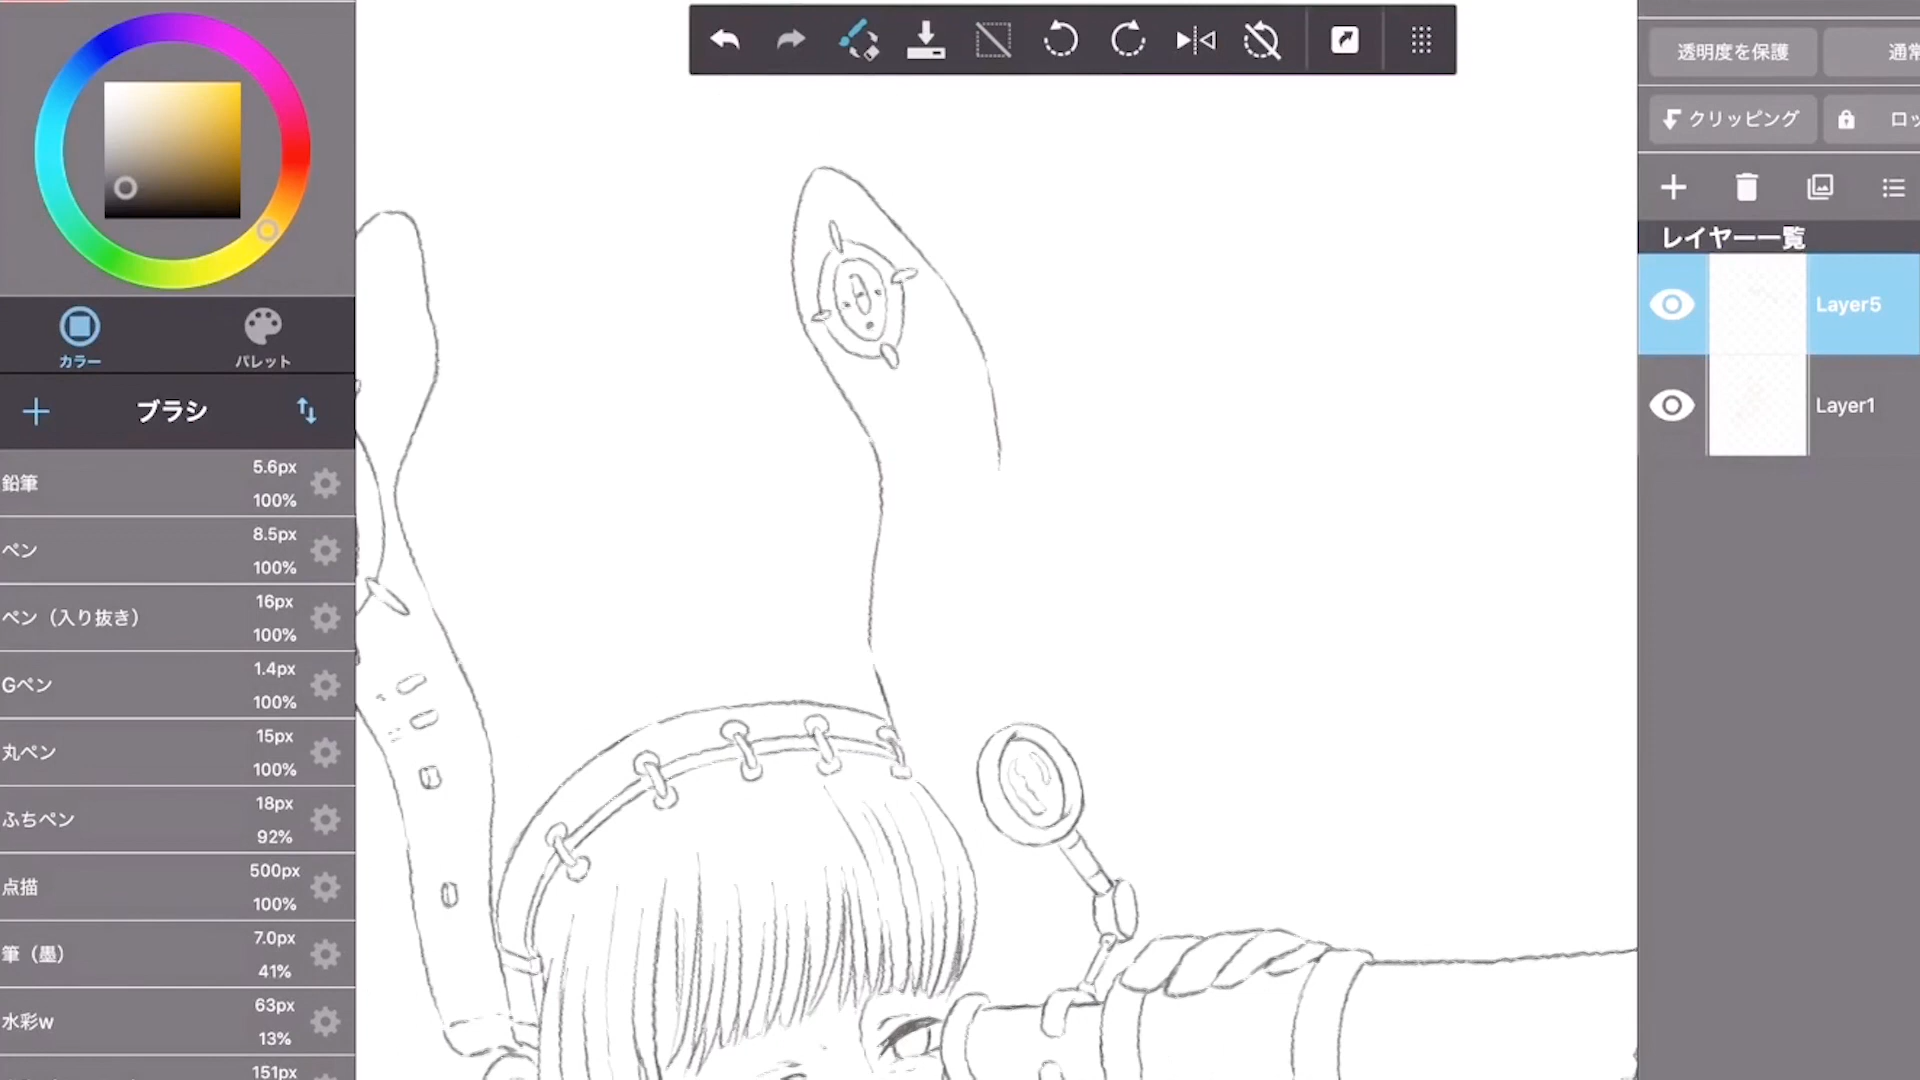 カラー
パレット
ブラシ
鉛筆
5.6px
100%
ペン
8.5px
100%
ペン（入り抜き）
16px
100%
Gペン
1.4px
100%
丸ペン
15px
100%
ふちペン
18px
92%
点描
500px
100%
筆（墨）
7.0px
41%
水彩w
63px
13%
151px
透明度を保護
通常
クリッピング
ロッ
レイヤー一覧
Layer5
Layer1